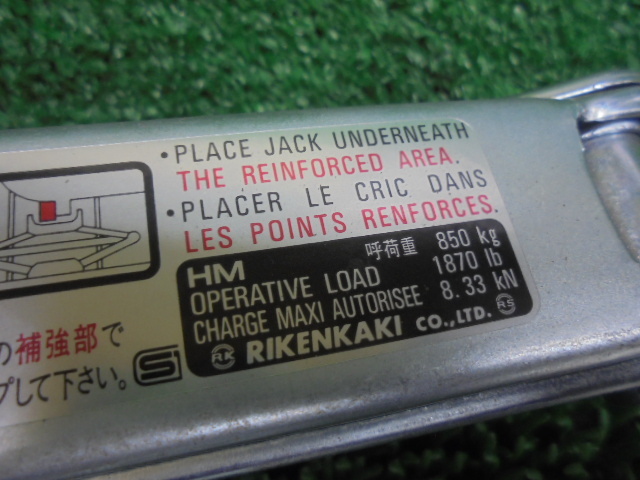 ・PLACE JACK UNDERNEATH
THE REINFORCED AREA.
・PLACER LE CRIC DANS
LES POINTS RENFORCES.
HM 呼荷重 850 kg
OPERATIVE LOAD 1870 lb
CHARGE MAXI AUTORISEE 8.33 kN
RK RIKENKAKI CO.,LTD. RS
の補強部で
プして下さい。 S